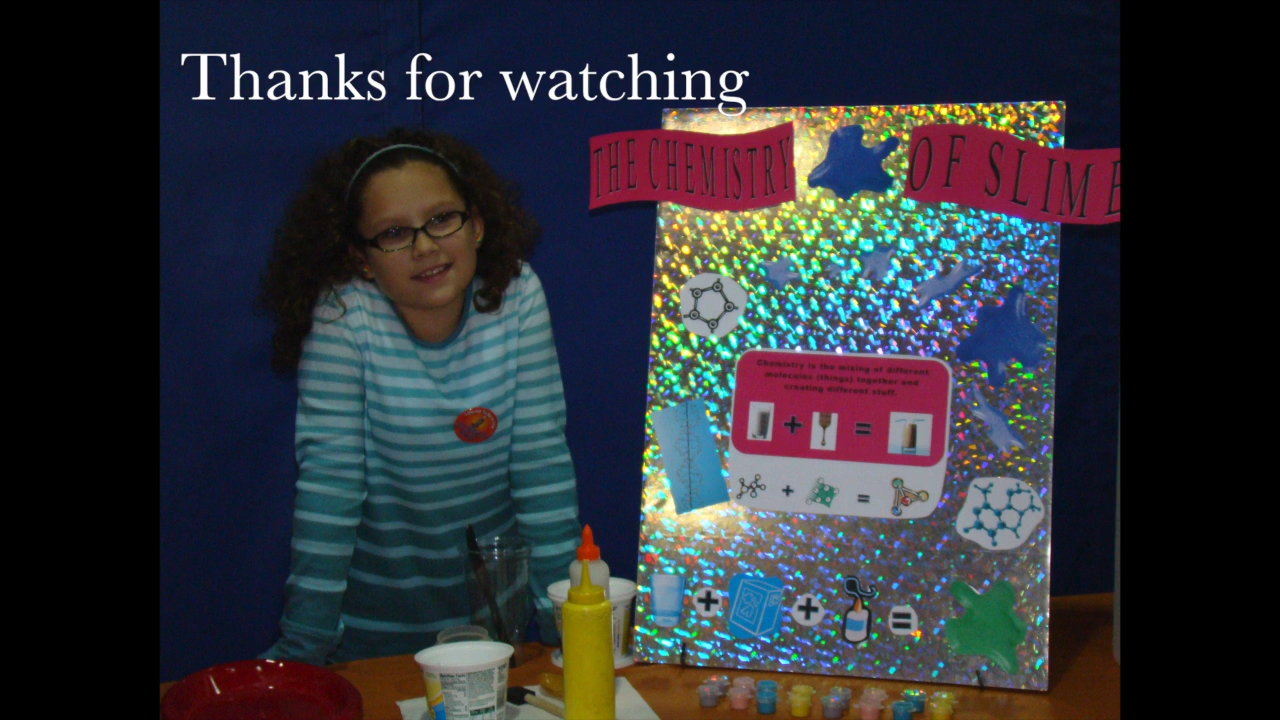 Thanks for watching
THE CHEMISTRY OF SLIME
Chemistry is the mixing of different
molecules (things) together and
creating different stuff.
+ =
+ =
+ + =